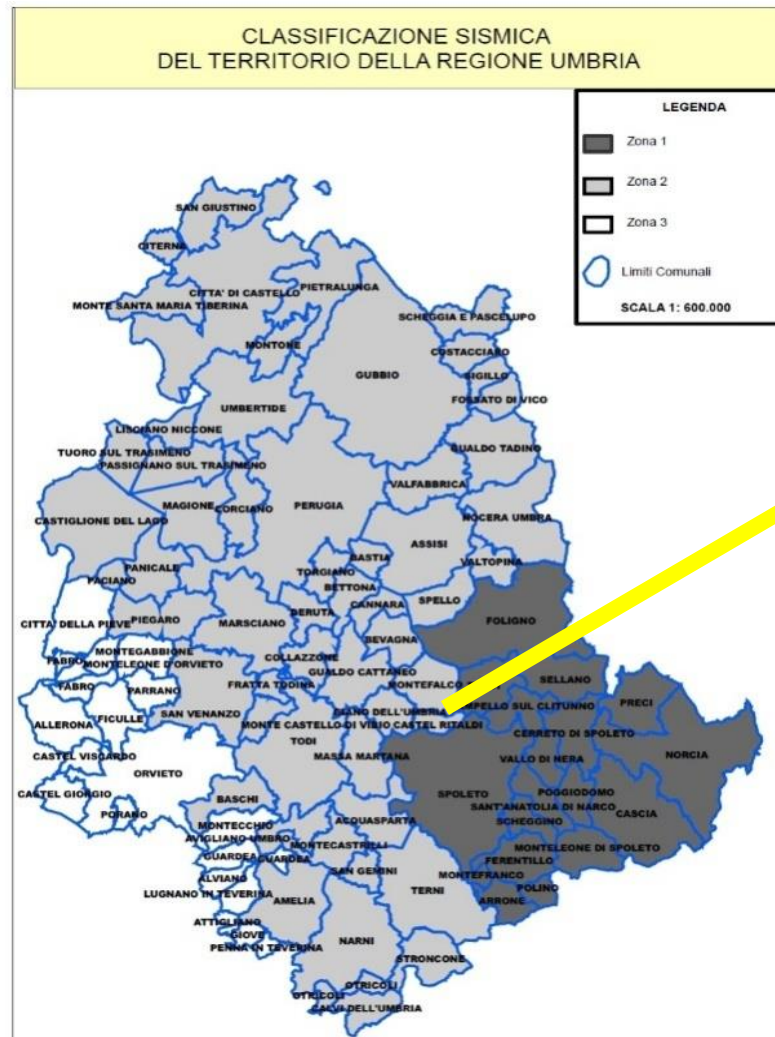 CLASSIFICAZIONE SISMICA
DEL TERRITORIO DELLA REGIONE UMBRIA
LEGENDA
Zona 1
Zona 2
Zona 3
Limiti Comunali
SCALA 1: 600.000
SAN GIUSTINO
CITERNA
CITTA' DI CASTELLO
PIETRALUNGA
MONTE SANTA MARIA TIBERINA
SCHEGGIA E PASCELUPO
MONTONE
COSTACCIARO
GUBBIO
SIGILLO
UMBERTIDE
FOSSATO DI VICO
LISCIANO NICCONE
GUALDO TADINO
TUORO SUL TRASIMENO
PASSIGNANO SUL TRASIMENO
VALFABBRICA
MAGIONE
CORCIANO
PERUGIA
CASTIGLIONE DEL LAGO
NOCERA UMBRA
ASSISI
BASTIA
VALTOPINA
PANICALE
TORGIANO
PACIANO
BETTONA
SPELLO
CANNARA
DERUTA
FOLIGNO
CITTA' DELLA PIEVE
PIEGARO
MARSCIANO
BEVAGNA
MONTEGABBIONE
COLLAZZONE
FABRO
MONTELEONE D'ORVIETO
GUALDO CATTANEO
SELLANO
FABRO
PARRANO
FRATTA TODINA
MONTEFALCO
PRECI
FICULLE
SAN VENANZO
ALLERONA
MONTE CASTELLO DI VIBIO
CASTEL RITALDI
CERRETO DI SPOLETO
TODI
NORCIA
CASTEL VISCARDO
MASSA MARTANA
VALLO DI NERA
ORVIETO
CASTEL GIORGIO
SPOLETO
POGGIODOMO
BASCHI
SANT'ANATOLIA DI NARCO
CASCIA
PORANO
ACQUASPARTA
SCHEGGINO
MONTECCHIO
AVIGLIANO UMBRO
MONTECASTRILLI
MONTELEONE DI SPOLETO
GUARDEA
GUARDEA
FERENTILLO
SAN GEMINI
MONTEFRANCO
ALVIANO
TERNI
POLINO
LUGNANO IN TEVERINA
AMELIA
ARRONE
ATTIGLIANO
GIOVE
NARNI
PENNA IN TEVERINA
STRONCONE
OTRICOLI
OTRICOLI
CALVI DELL'UMBRIA